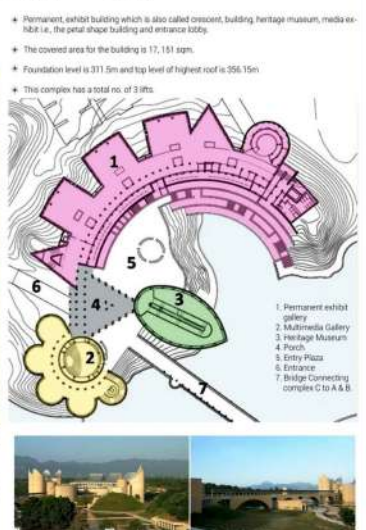 + Permanent, exhibit building which is also called crescent, building, heritage museum, media ex-
hibit i.e., the petal shape building and entrance lobby.
+ The covered area for the building is 17, 151 sqm.
+ Foundation level is 311.5m and top level of highest roof is 356.15m
+ This complex has a total no. of 3 lifts.
1
5
6
4
3
2
7
1. Permanent exhibit
gallery
2. Multimedia Gallery
3. Heritage Museum
4. Porch
5. Entry Plaza
6. Entrance
7. Bridge Connecting
complex C to A & B.